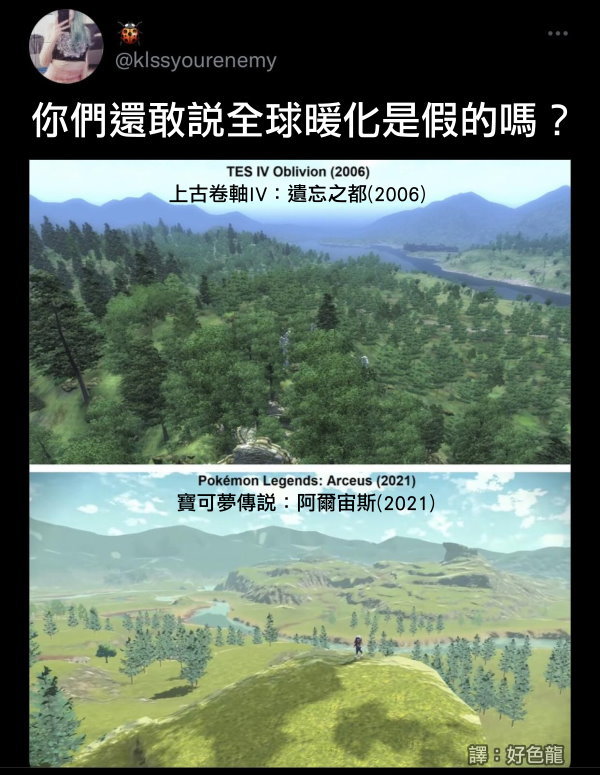 @klssyourenemy
你們還敢説全球暖化是假的嗎？
TES IV Oblivion (2006)
上古卷軸IV：遺忘之都(2006)
Pokémon Legends: Arceus (2021)
寶可夢傳説：阿爾宙斯(2021)
譯：好色龍